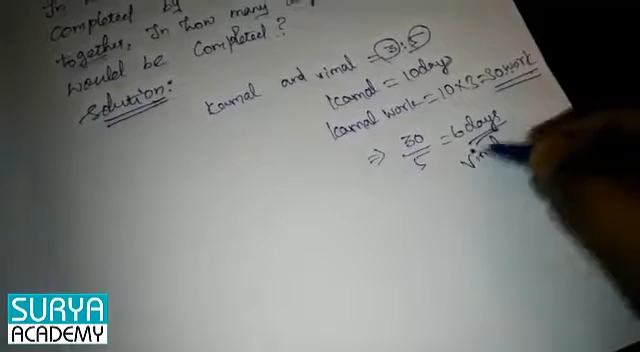 completed by
together, In how many
would be completed?
Solution:
Kamal and vimal = 3:5
Kamal = 10days
Kamal work = 10×3=30work
⇒ 30/5 = 6days
SURYA
ACADEMY